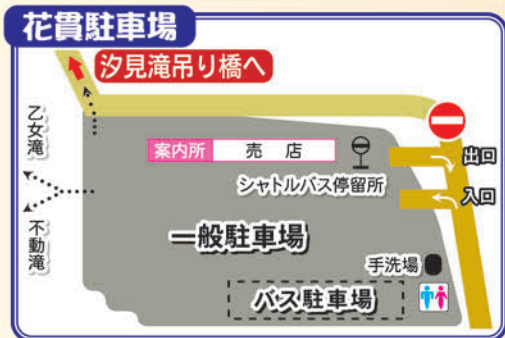 花貫駐車場
汐見滝吊り橋へ
乙女滝
不動滝
案内所
売店
シャトルバス停留所
出口
入口
一般駐車場
手洗場
バス駐車場